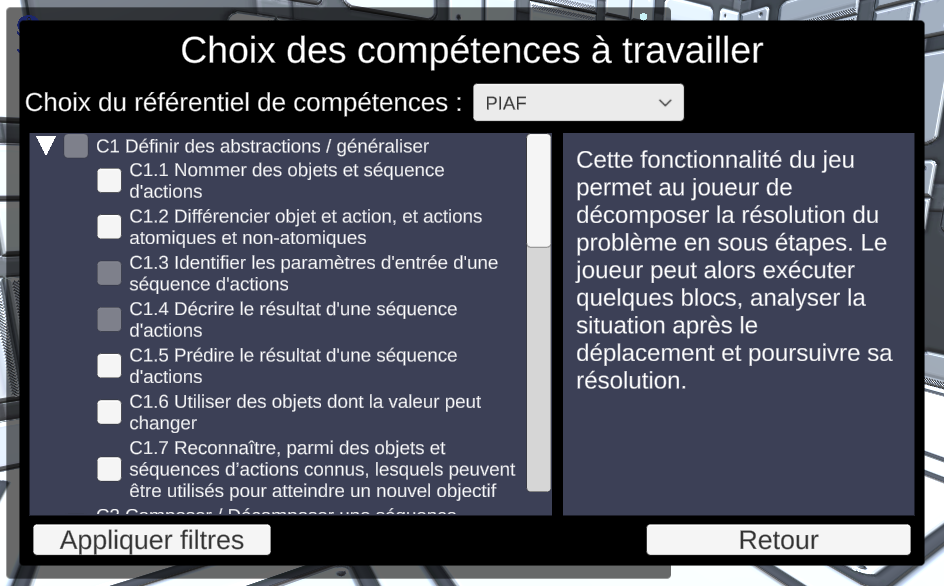 Choix des compétences à travailler
Choix du référentiel de compétences :
PIAF
C1 Définir des abstractions / généraliser
C1.1 Nommer des objets et séquence
d'actions
C1.2 Différencier objet et action, et actions
atomiques et non-atomiques
C1.3 Identifier les paramètres d'entrée d'une
séquence d'actions
C1.4 Décrire le résultat d'une séquence
d'actions
C1.5 Prédire le résultat d'une séquence
d'actions
C1.6 Utiliser des objets dont la valeur peut
changer
C1.7 Reconnaître, parmi des objets et
séquences d’actions connus, lesquels peuvent
être utilisés pour atteindre un nouvel objectif
C2 Composer / Décomposer une séquence
Cette fonctionnalité du jeu
permet au joueur de
décomposer la résolution du
problème en sous étapes. Le
joueur peut alors exécuter
quelques blocs, analyser la
situation après le
déplacement et poursuivre sa
résolution.
Appliquer filtres
Retour